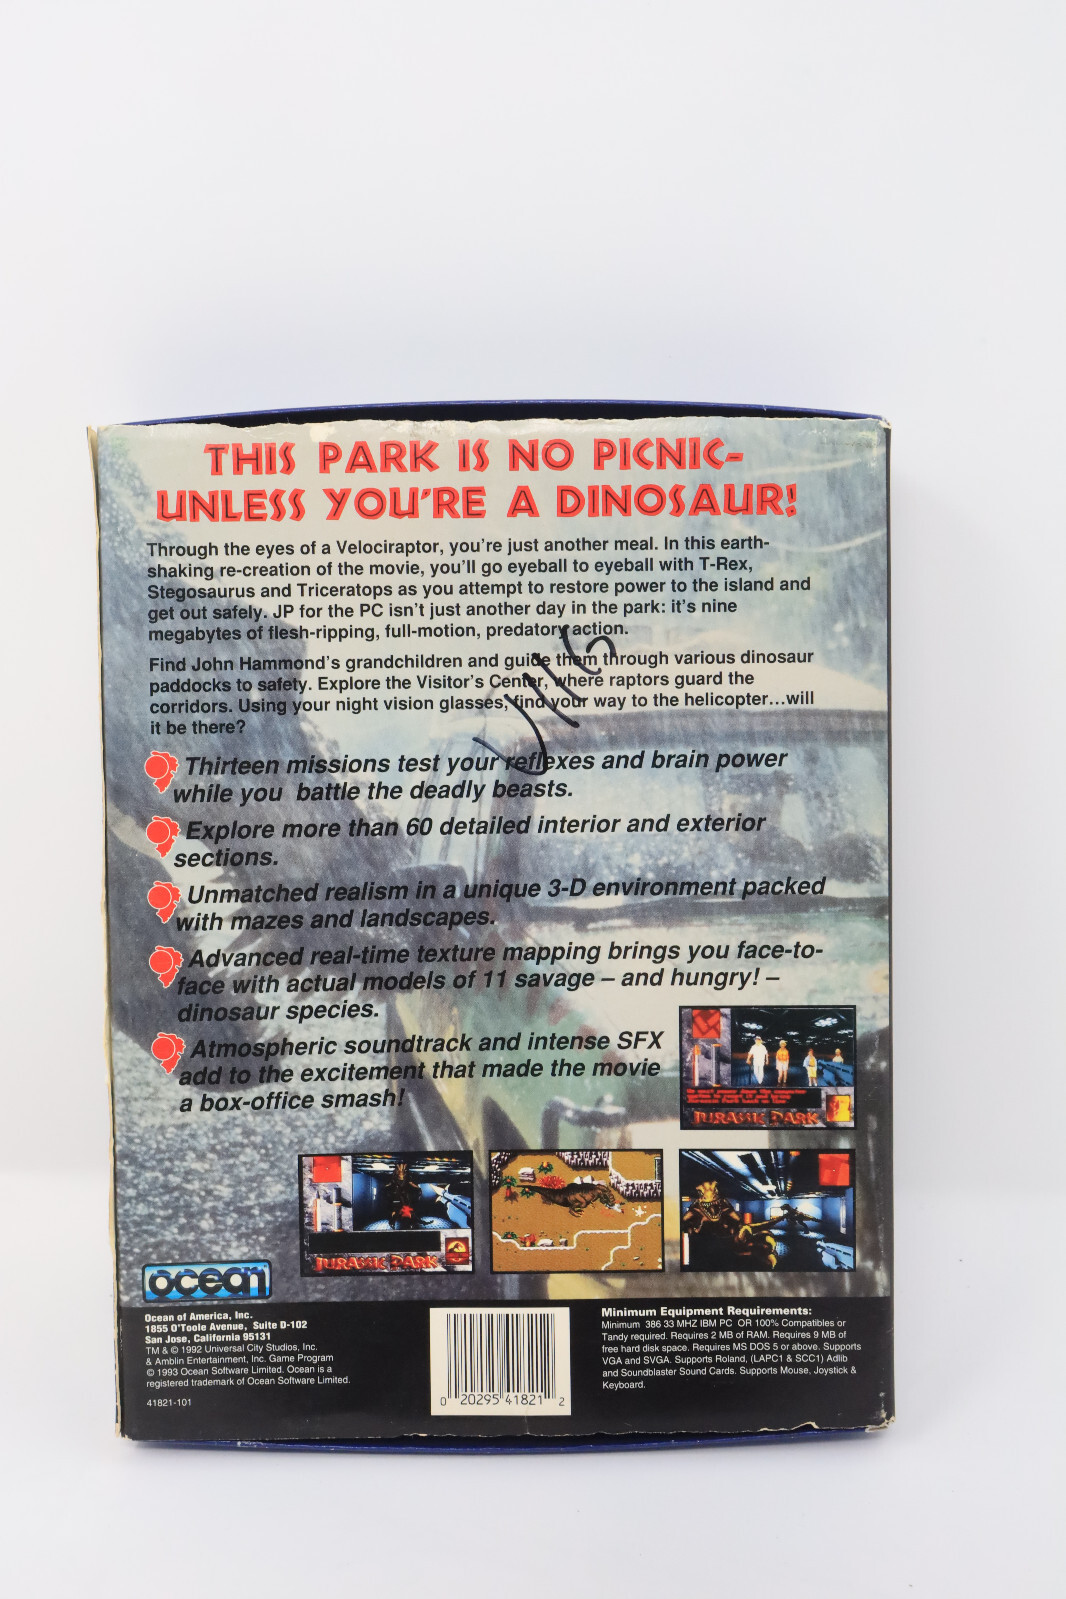 THIS PARK IS NO PICNIC-
UNLESS YOU'RE A DINOSAUR!
Through the eyes of a Velociraptor, you're just another meal. In this earth-
shaking re-creation of the movie, you'll go eyeball to eyeball with T-Rex,
Stegosaurus and Triceratops as you attempt to restore power to the island and
get out safely. JP for the PC isn't just another day in the park: it's nine
megabytes of flesh-ripping, full-motion, predatory action.
Find John Hammond's grandchildren and guide them through various dinosaur
paddocks to safety. Explore the Visitor's Center, where raptors guard the
corridors. Using your night vision glasses, find your way to the helicopter...will
it be there?
Thirteen missions test your reflexes and brain power
while you battle the deadly beasts.
Explore more than 60 detailed interior and exterior
sections.
Unmatched realism in a unique 3-D environment packed
with mazes and landscapes.
Advanced real-time texture mapping brings you face-to-
face with actual models of 11 savage – and hungry! –
dinosaur species.
Atmospheric soundtrack and intense SFX
add to the excitement that made the movie
a box-office smash!
JURASSIC PARK
JURASSIC PARK
ocean
Ocean of America, Inc.
1855 O'Toole Avenue, Suite D-102
San Jose, California 95131
TM & © 1992 Universal City Studios, Inc.
& Amblin Entertainment, Inc. Game Program
© 1993 Ocean Software Limited. Ocean is a
registered trademark of Ocean Software Limited.
41821-101
0 20295 41821 2
Minimum Equipment Requirements:
Minimum 386 33 MHZ IBM PC OR 100% Compatibles or
Tandy required. Requires 2 MB of RAM. Requires 9 MB of
free hard disk space. Requires MS DOS 5 or above. Supports
VGA and SVGA. Supports Roland, (LAPC1 & SCC1) Adlib
and Soundblaster Sound Cards. Supports Mouse, Joystick &
Keyboard.